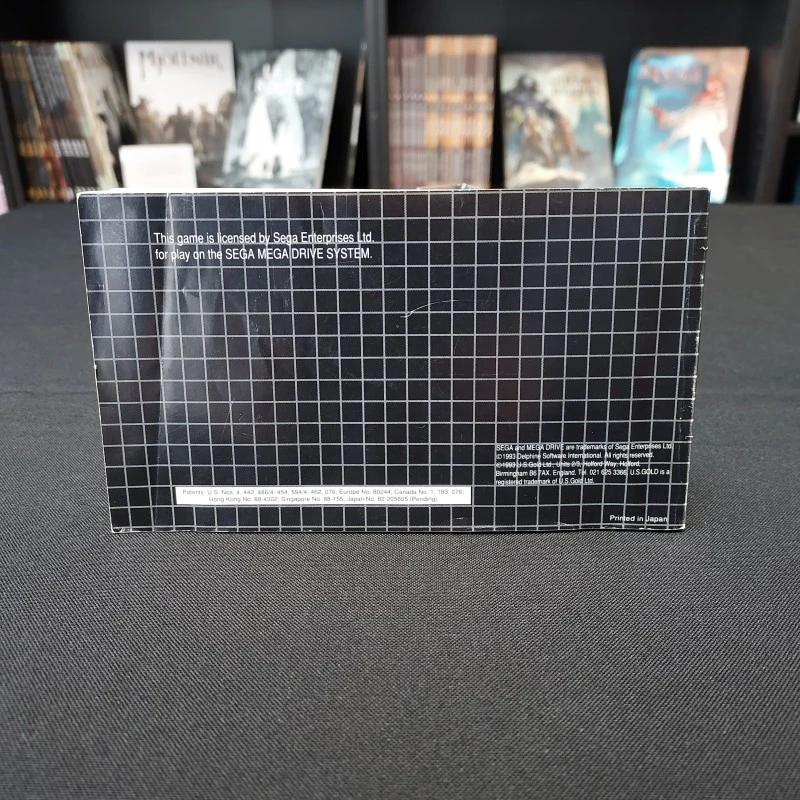 MJÖLLNIR
This game is licensed by Sega Enterprises Ltd.
for play on the SEGA MEGA DRIVE SYSTEM.
SEGA and MEGA DRIVE are trademarks of Sega Enterprises Ltd.
©1993 Delphine Software International. All rights reserved.
©1993 U.S.Gold Ltd., Units 2/3, Holford Way, Holford,
Birmingham B6 7AX. England. Tel. 021 625 3366. U.S.GOLD is a
registered trademark of U.S.Gold Ltd.
Patents: U.S. Nos. 4, 442, 486/4, 454, 594/4, 462, 076; Europe No. 80244; Canada No. 1, 183, 276;
Hong Kong No. 88-4302; Singapore No. 88-155; Japan No. 82-205605 (Pending)
Printed in Japan